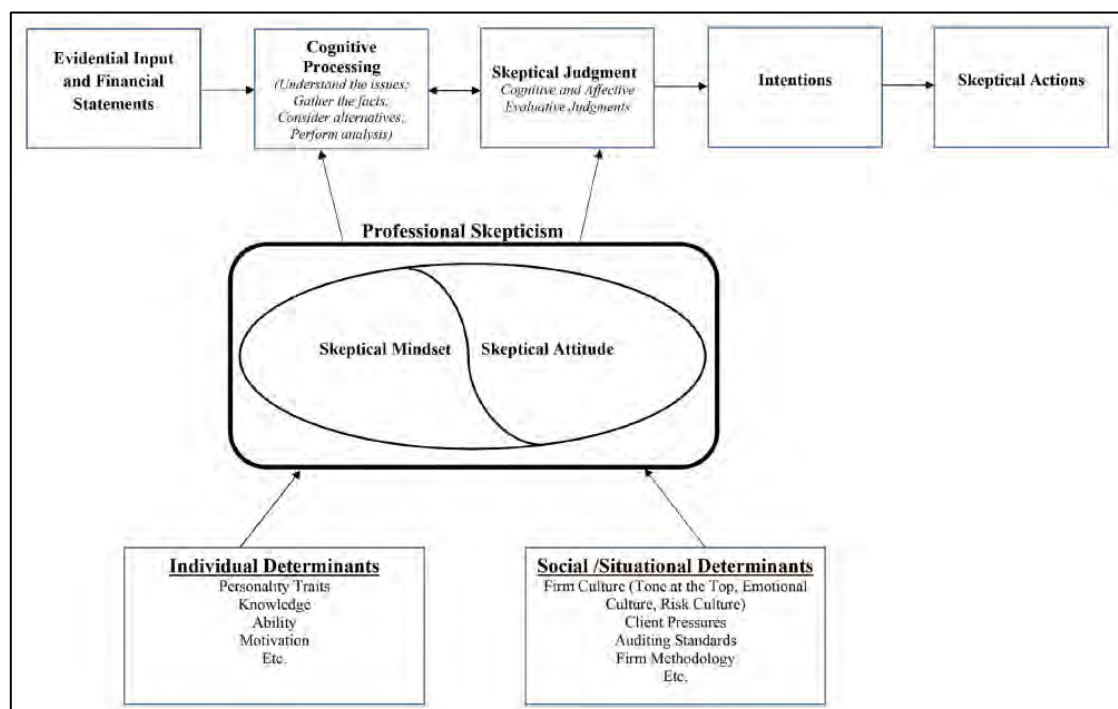 Evidential Input
and Financial
Statements
Cognitive
Processing
(Understand the issues;
Gather the facts;
Consider alternatives;
Perform analysis)
Skeptical Judgment
Cognitive and Affective
Evaluative Judgments
Intentions
Skeptical Actions
Professional Skepticism
Skeptical Mindset
Skeptical Attitude
Individual Determinants
Personality Traits
Knowledge
Ability
Motivation
Etc.
Social /Situational Determinants
Firm Culture (Tone at the Top, Emotional
Culture, Risk Culture)
Client Pressures
Auditing Standards
Firm Methodology
Etc.